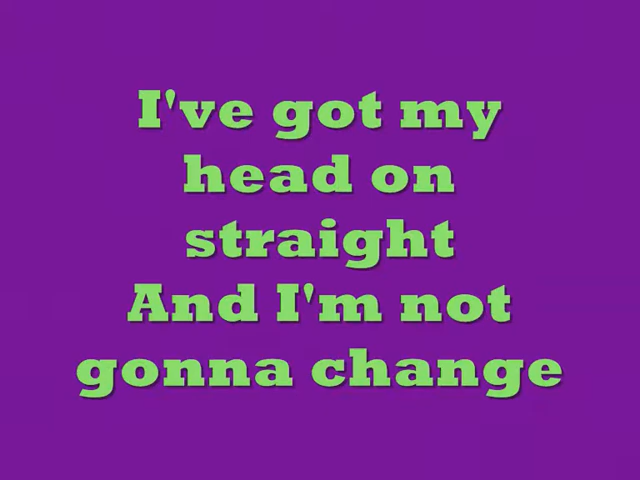 I've got my
head on
straight
And I'm not
gonna change